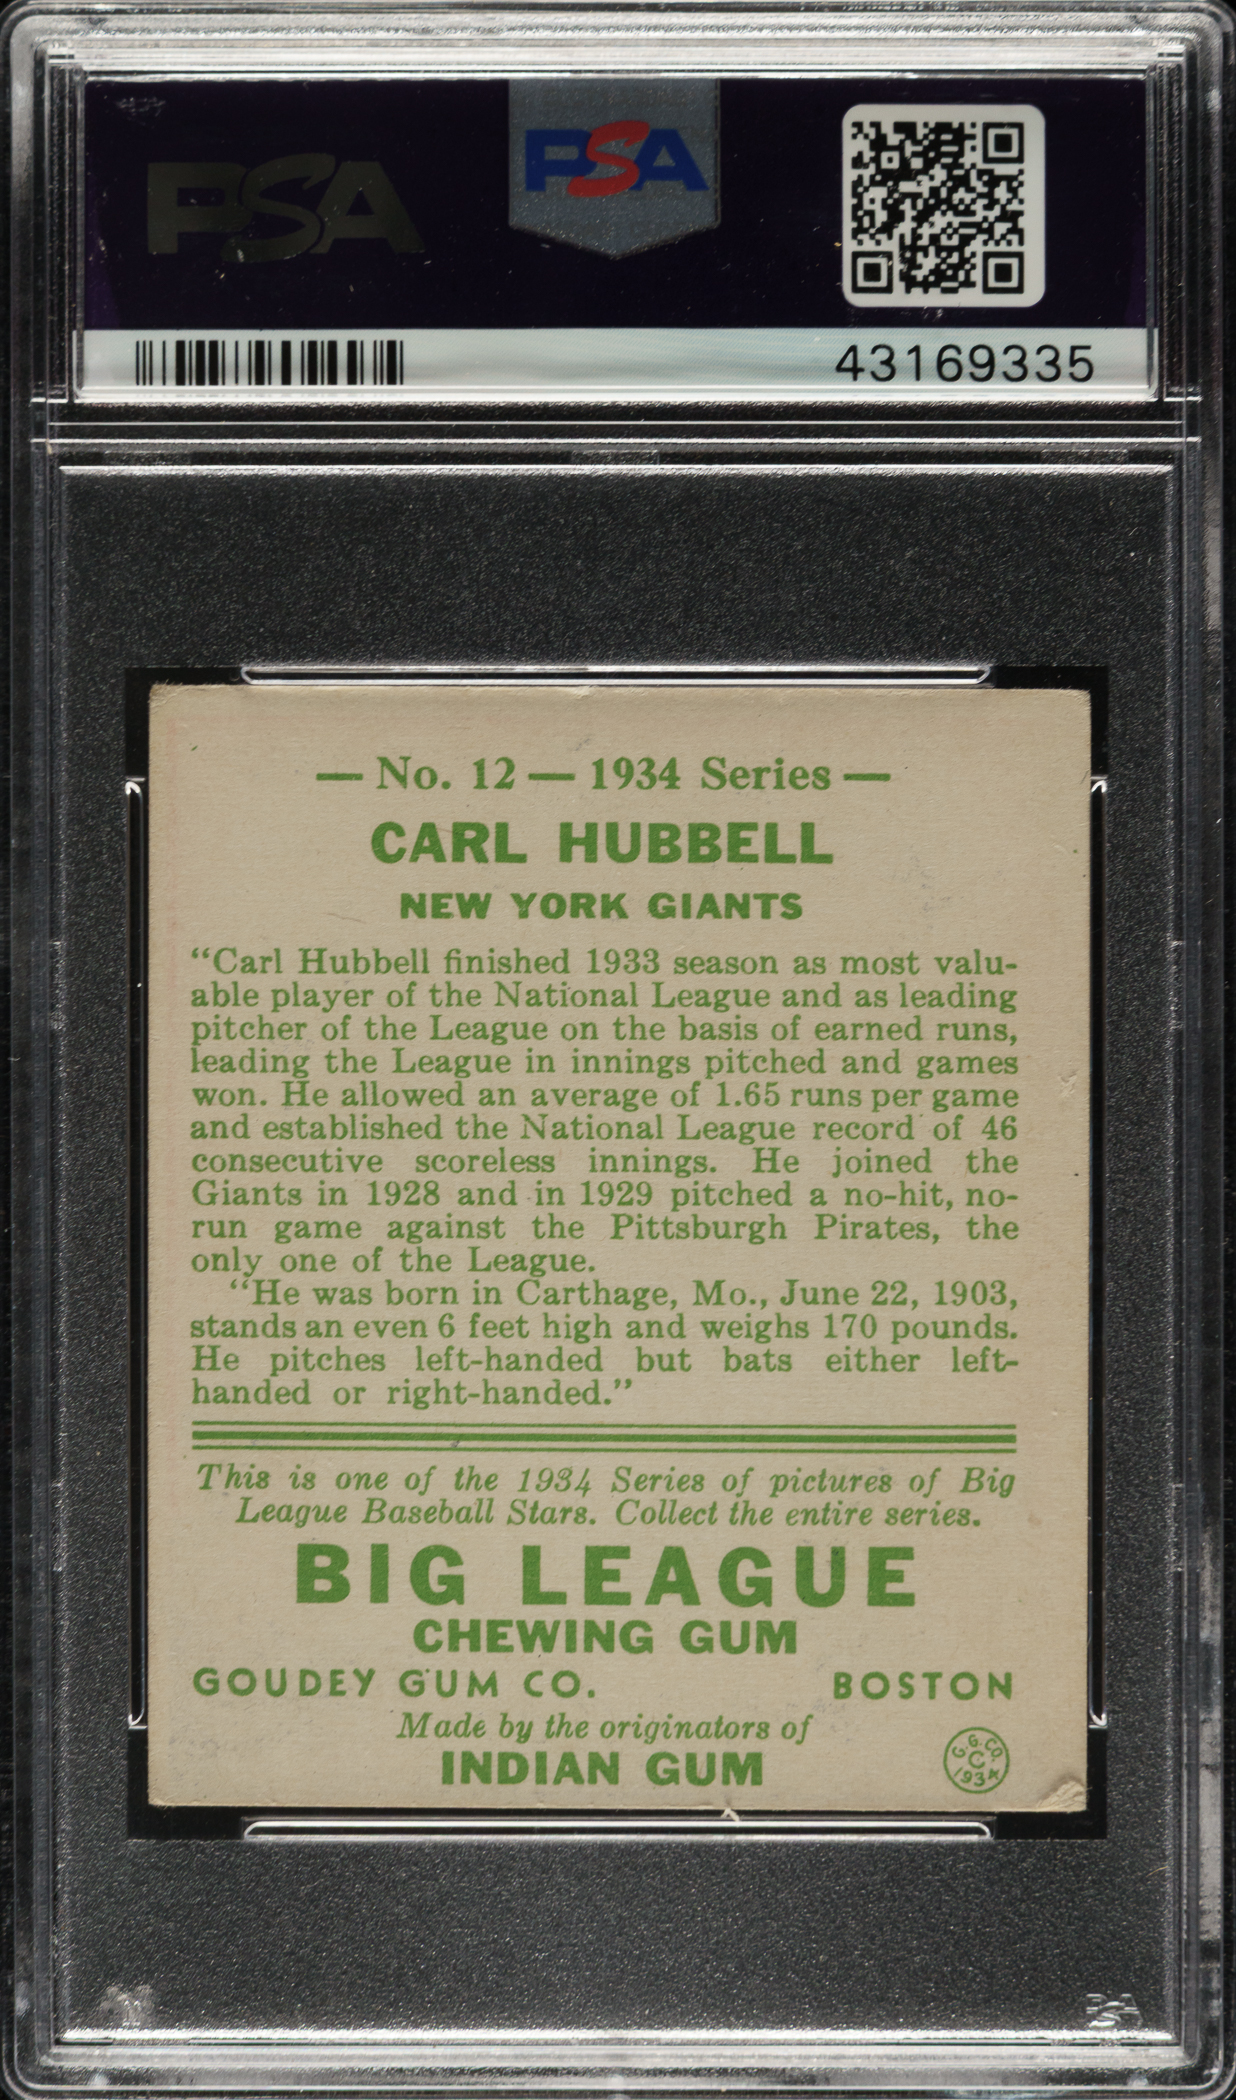 PSA
PSA
43169335
— No. 12 — 1934 Series —
CARL HUBBELL
NEW YORK GIANTS
“Carl Hubbell finished 1933 season as most valu-
able player of the National League and as leading
pitcher of the League on the basis of earned runs,
leading the League in innings pitched and games
won. He allowed an average of 1.65 runs per game
and established the National League record of 46
consecutive scoreless innings. He joined the
Giants in 1928 and in 1929 pitched a no-hit, no-
run game against the Pittsburgh Pirates, the
only one of the League.
“He was born in Carthage, Mo., June 22, 1903,
stands an even 6 feet high and weighs 170 pounds.
He pitches left-handed but bats either left-
handed or right-handed.”
This is one of the 1934 Series of pictures of Big
League Baseball Stars. Collect the entire series.
BIG LEAGUE
CHEWING GUM
GOUDEY GUM CO. BOSTON
Made by the originators of
INDIAN GUM
G.G.CO.
C
1934
PSA